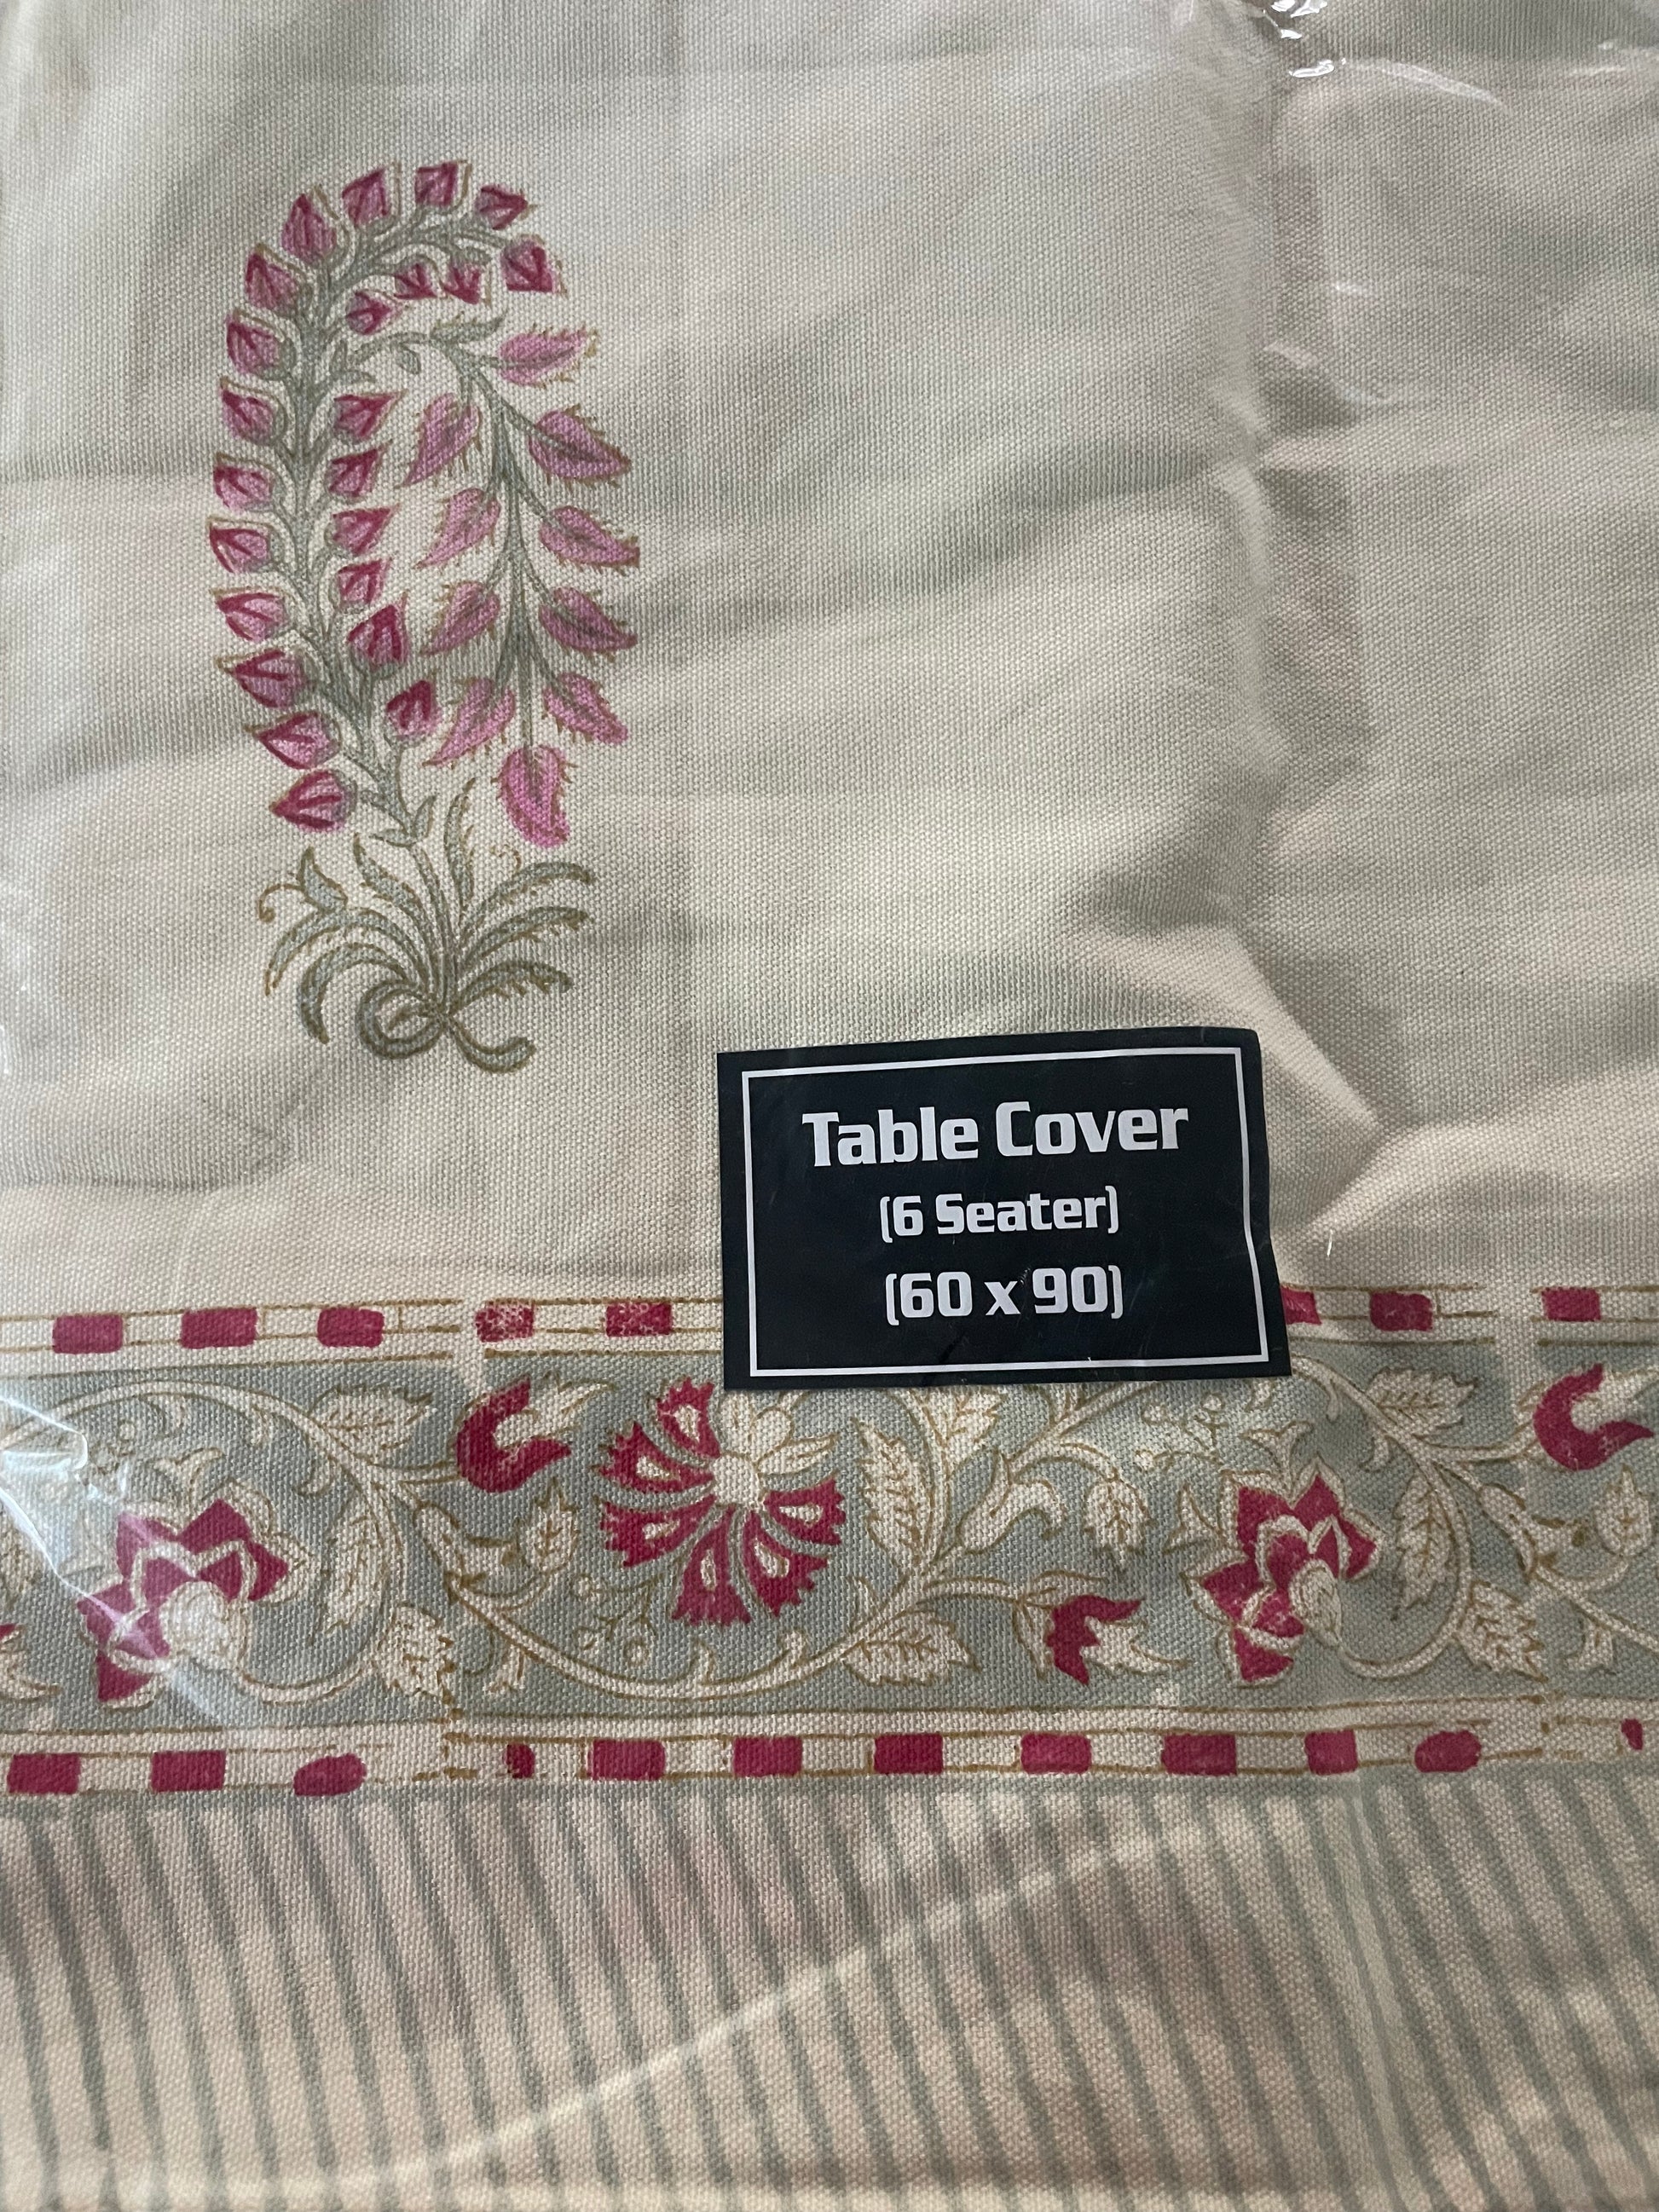 Table Cover
(6 Seater)
(60 x 90)